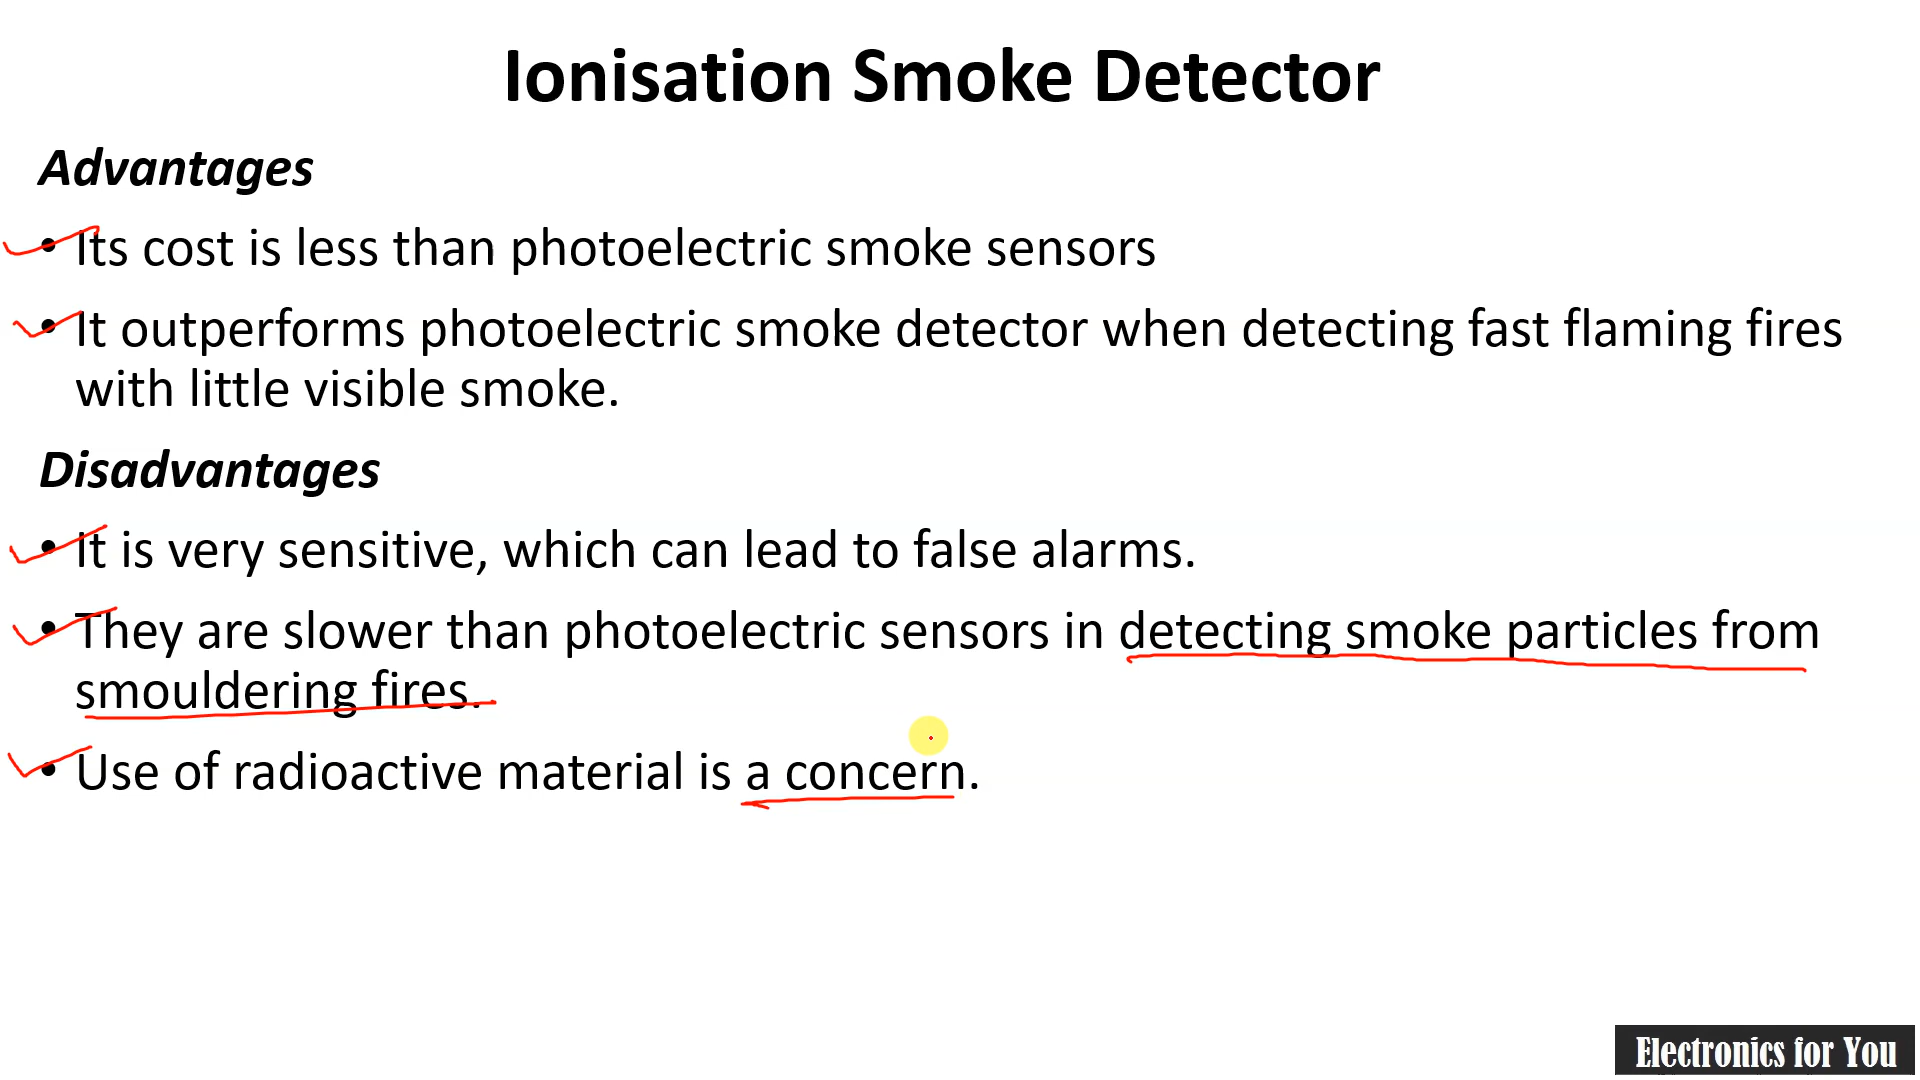 Ionisation Smoke Detector
Advantages
• Its cost is less than photoelectric smoke sensors
• It outperforms photoelectric smoke detector when detecting fast flaming fires
with little visible smoke.
Disadvantages
• It is very sensitive, which can lead to false alarms.
• They are slower than photoelectric sensors in detecting smoke particles from
smouldering fires.
• Use of radioactive material is a concern.
Electronics for You